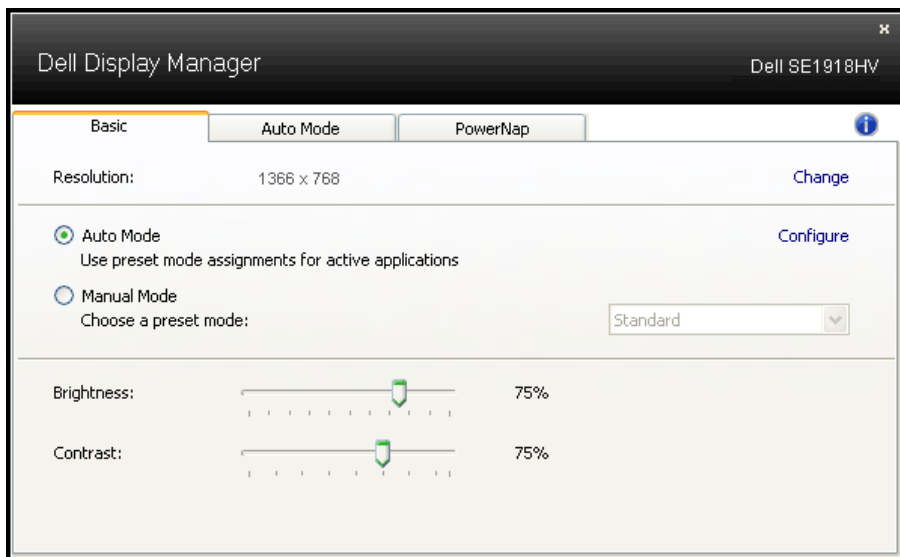 Dell Display Manager
Dell SE1918HV
Basic
Auto Mode
PowerNap
Resolution:
1366 x 768
Change
Auto Mode
Configure
Use preset mode assignments for active applications
Manual Mode
Choose a preset mode:
Standard
Brightness:
75%
Contrast:
75%